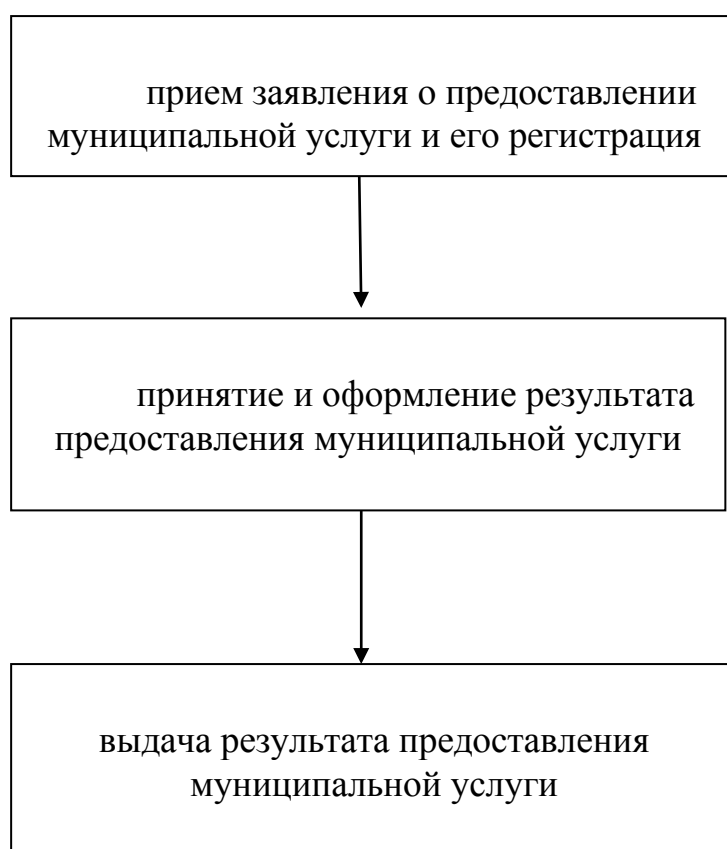 прием заявления о предоставлении
муниципальной услуги и его регистрация
принятие и оформление результата
предоставления муниципальной услуги
выдача результата предоставления
муниципальной услуги